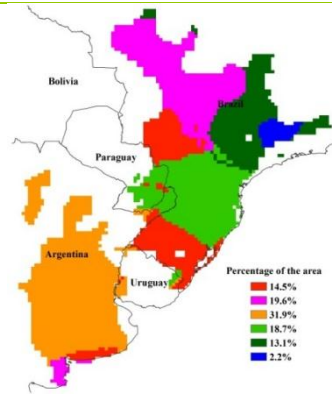 Bolivia
Brazil
Paraguay
Argentina
Uruguay
Percentage of the area
14.5%
19.6%
31.9%
18.7%
13.1%
2.2%